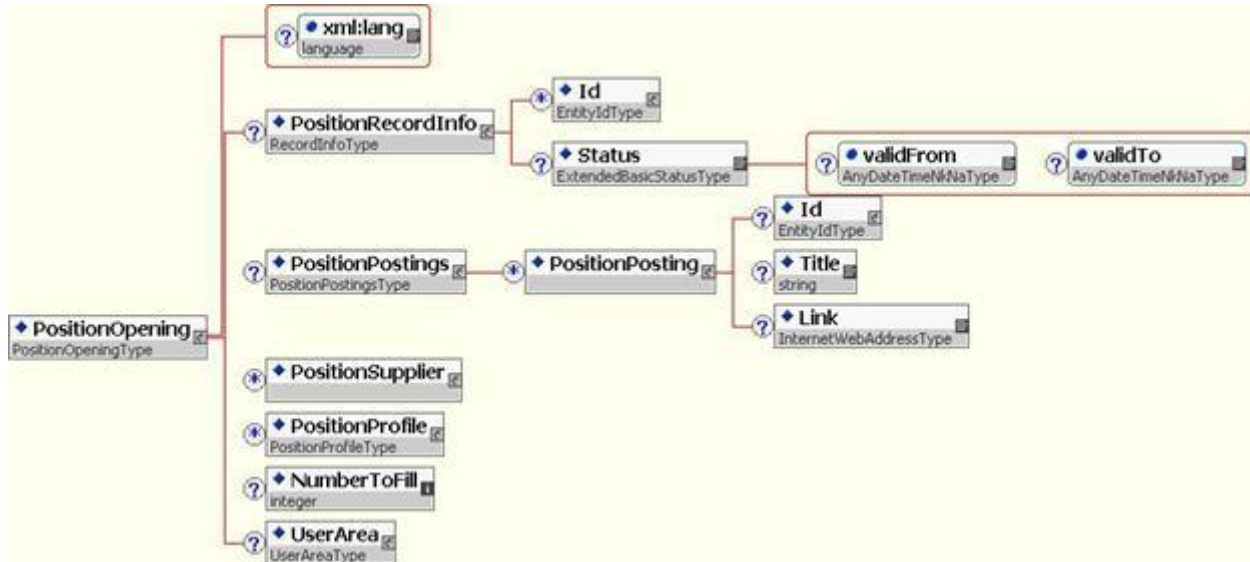 xml:lang
language
PositionRecordInfo
RecordInfoType
Id
EntityIdType
Status
ExtendedBasicStatusType
validFrom
AnyDateTimeNkNaType
validTo
AnyDateTimeNkNaType
PositionPostings
PositionPostingsType
PositionPosting
Id
EntityIdType
Title
string
Link
InternetWebAddressType
PositionOpening
PositionOpeningType
PositionSupplier
PositionProfile
PositionProfileType
NumberToFill
integer
UserArea
UserAreaType